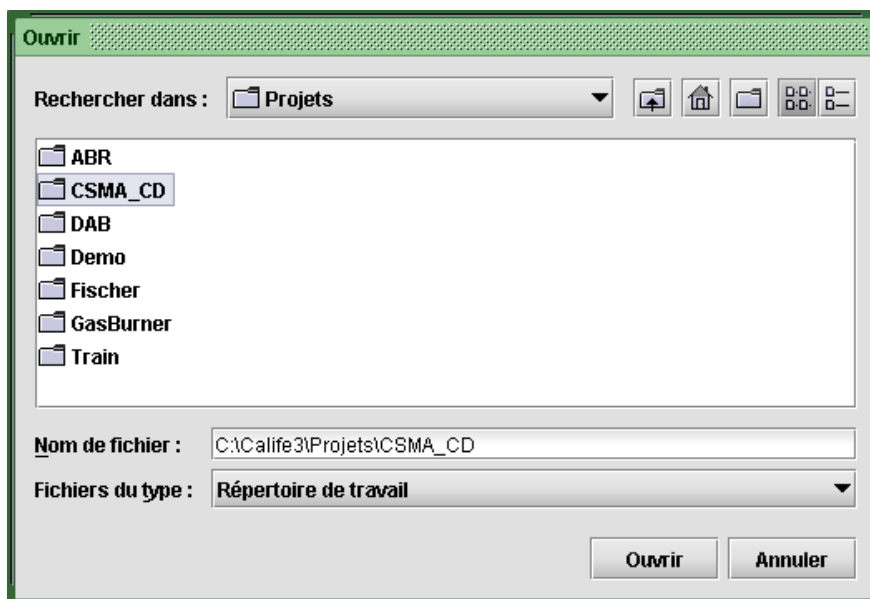 Ouvrir
Rechercher dans : Projets
ABR
CSMA_CD
DAB
Demo
Fischer
GasBurner
Train
Nom de fichier : C:\Calife3\Projets\CSMA_CD
Fichiers du type : Répertoire de travail
Ouvrir Annuler